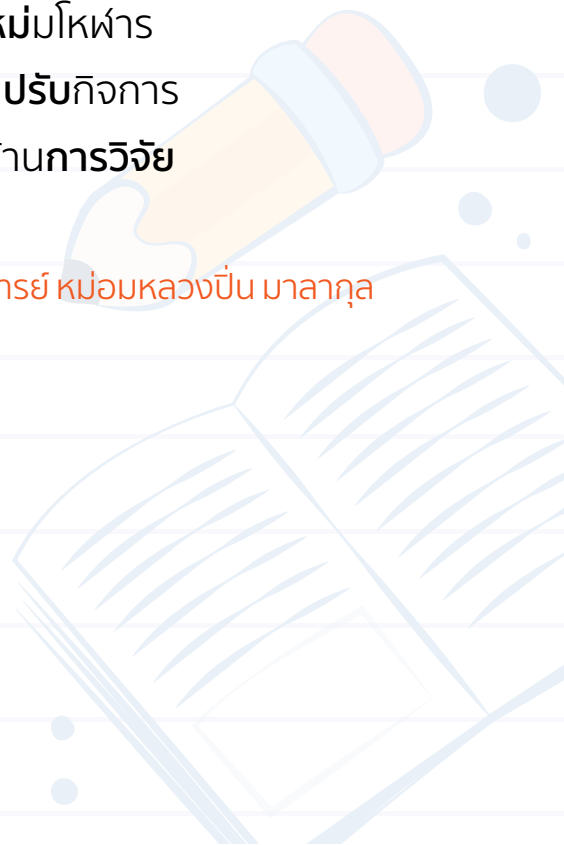 หม่มโหฬาร
ปรับกิจการ
านการวิจัย
ารย์ หม่อมหลวงปิ่น มาลากุล